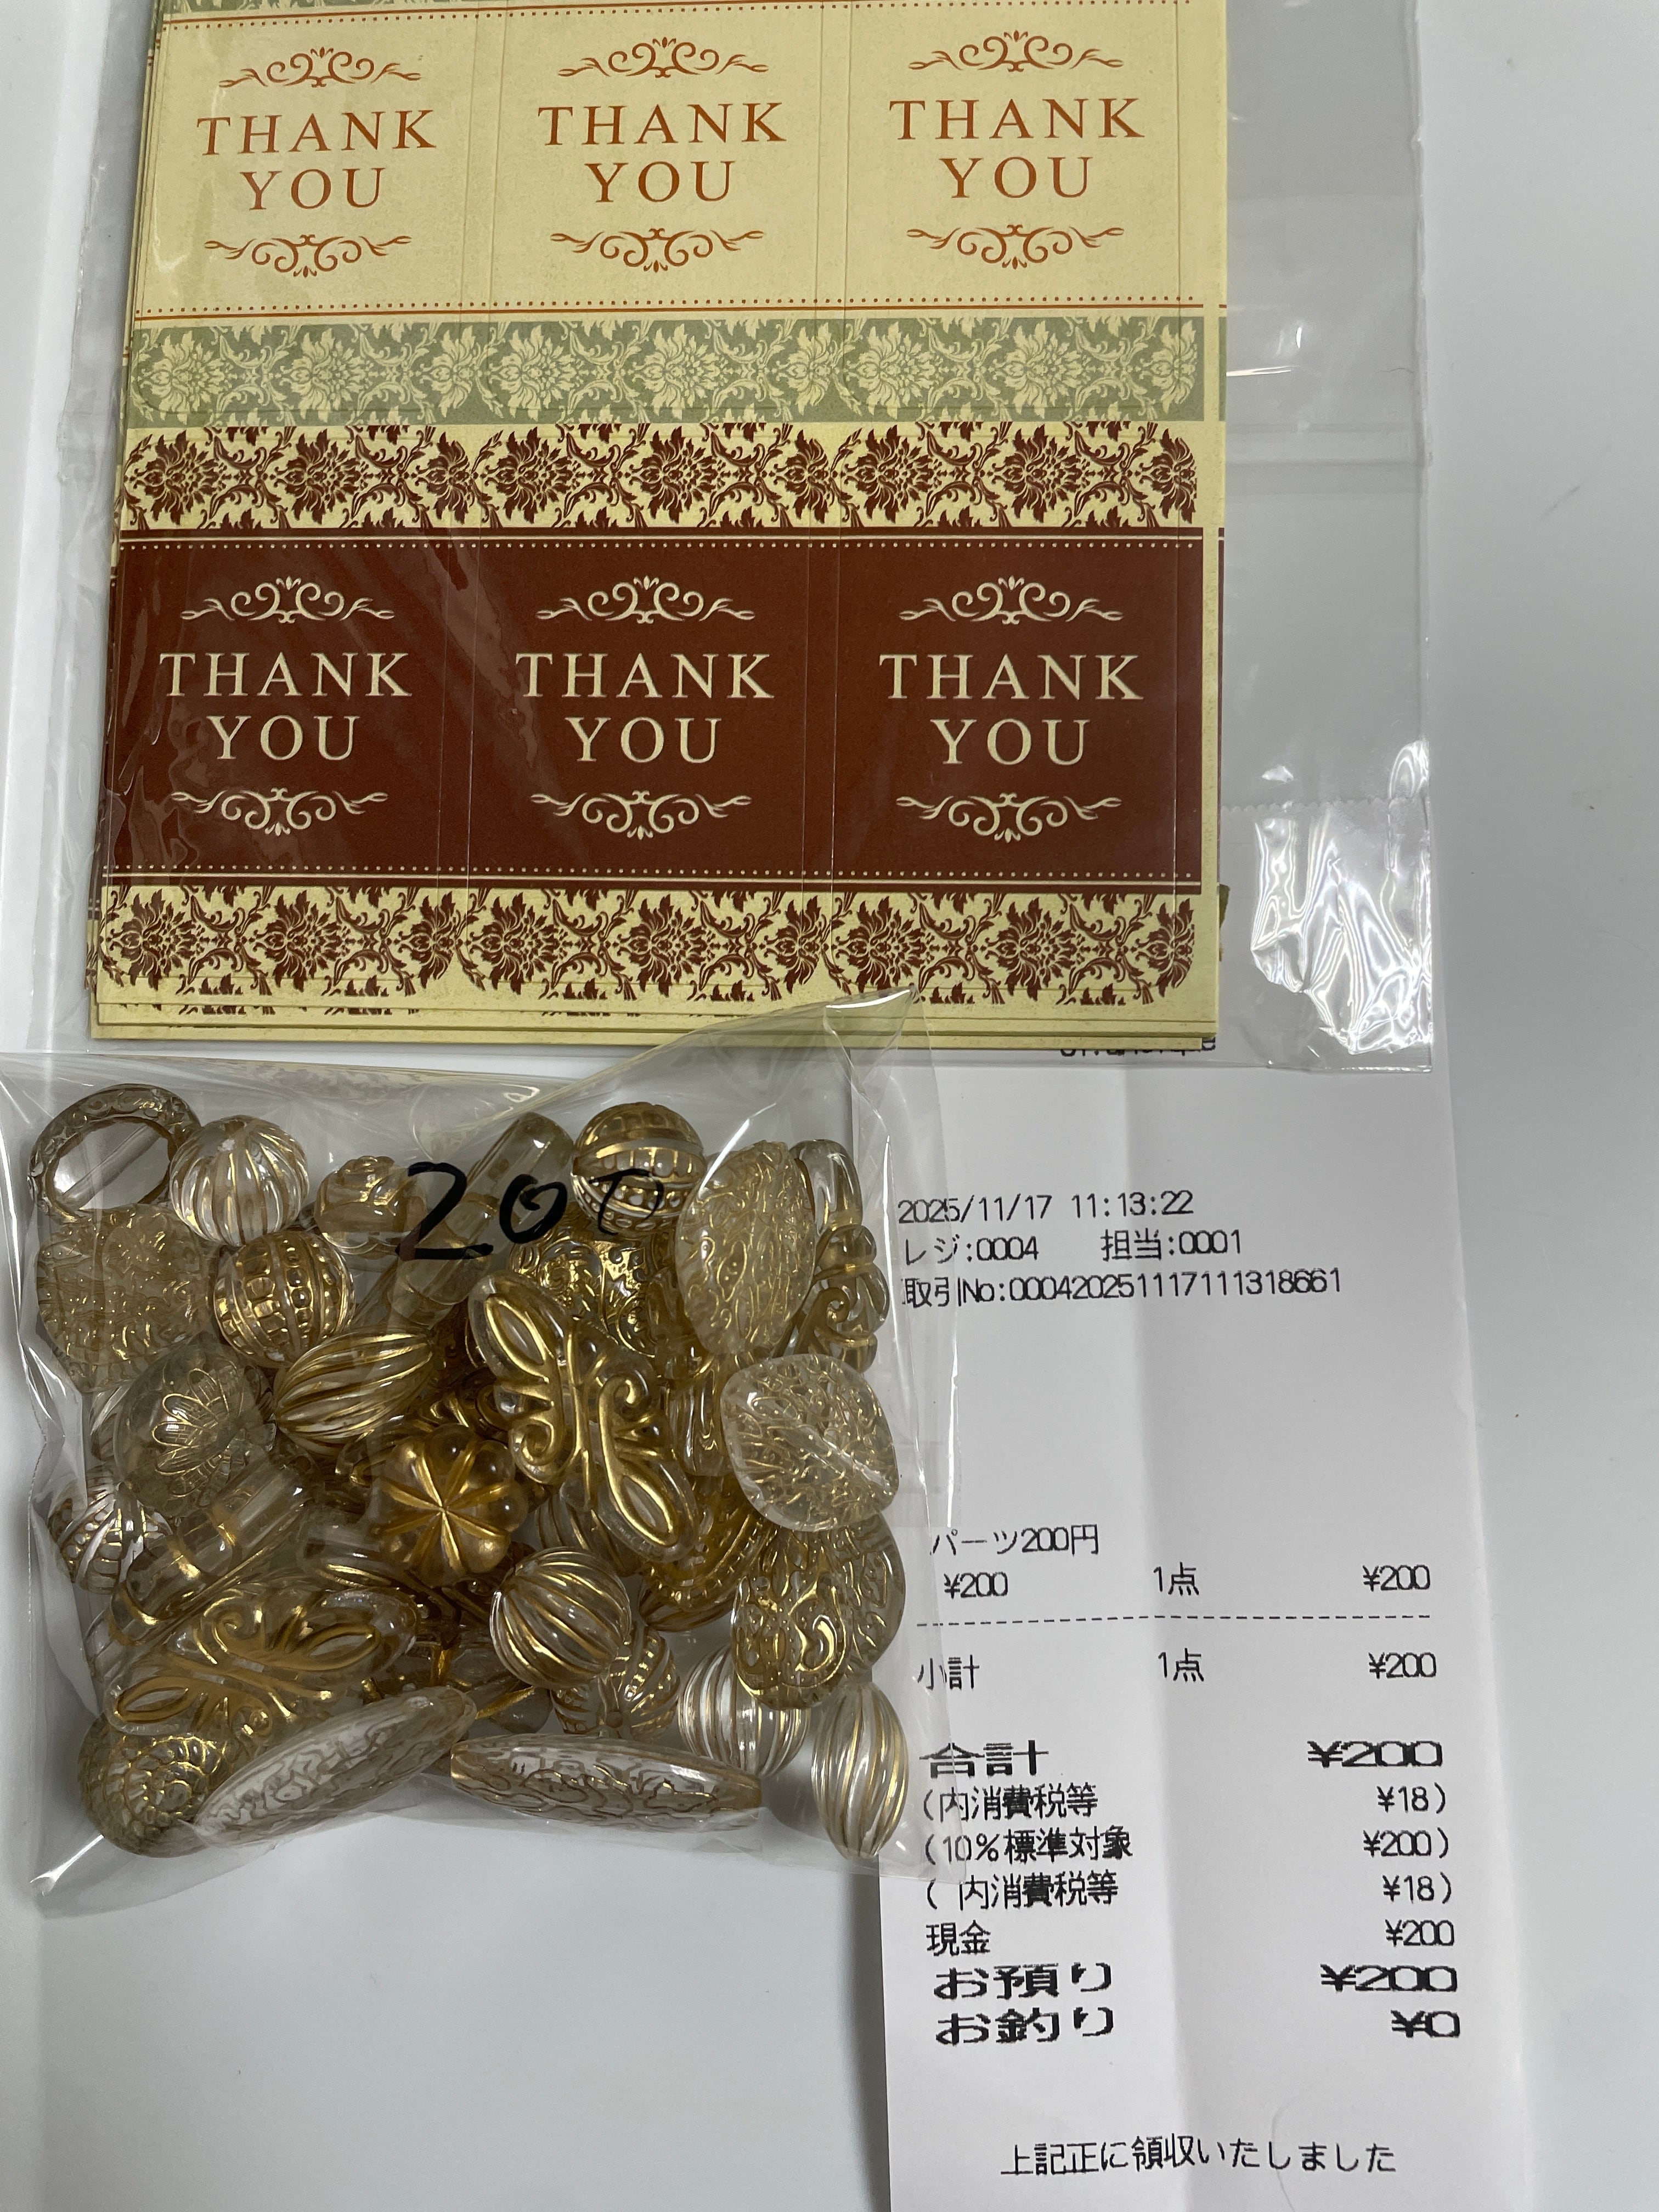 THANK THANK THANK
YOU YOU YOU
THANK THANK THANK
YOU YOU YOU
200
2025/11/17 11:13:22
レジ:0004 担当:0001
取引No:00042025111711131866​1
パーツ200円
¥200 1点 ¥200
小計 1点 ¥200
合計 ¥200
(内消費税等 ¥18)
(10%標準対象 ¥200)
( 内消費税等 ¥18)
現金 ¥200
お預り ¥200
お釣り ¥0
上記正に領収いたしました